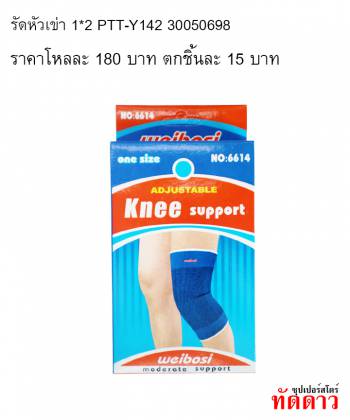 รัดหัวเข่า 1*2 PTT-Y142 30050698
ราคาโหลละ 180 บาท ตกชิ้นละ 15 บาท
NO:6614
weibosi
one size
NO:6614
ADJUSTABLE
Knee support
weibosi
weibosi
moderate support
ซุปเปอร์สโตร์
ทัดดาว